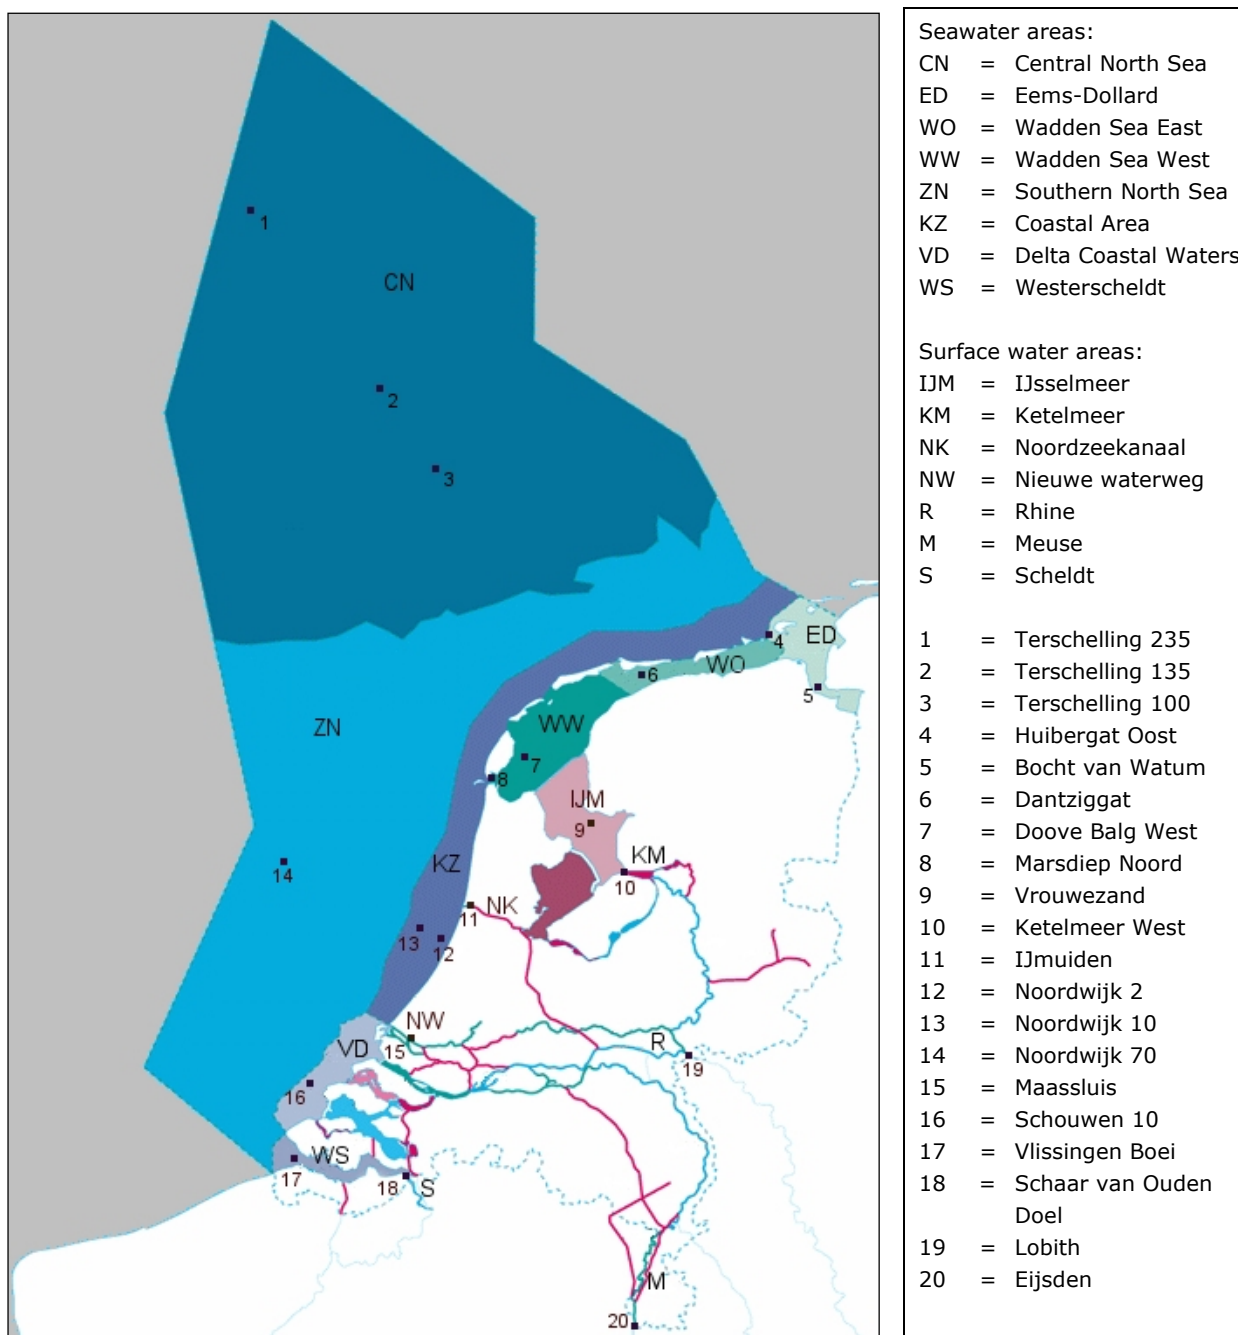 1
CN
2
3
4
ED
WO
6
5
ZN
WW
7
8
IJM
9
KZ
KM
14
10
11
NK
13
12
NW
VD
15
R
19
16
WS
17
18
S
M
20
Seawater areas:
CN = Central North Sea
ED = Eems-Dollard
WO = Wadden Sea East
WW = Wadden Sea West
ZN = Southern North Sea
KZ = Coastal Area
VD = Delta Coastal Waters
WS = Westerscheldt
Surface water areas:
IJM = IJsselmeer
KM = Ketelmeer
NK = Noordzeekanaal
NW = Nieuwe waterweg
R = Rhine
M = Meuse
S = Scheldt
1 = Terschelling 235
2 = Terschelling 135
3 = Terschelling 100
4 = Huibergat Oost
5 = Bocht van Watum
6 = Dantziggat
7 = Doove Balg West
8 = Marsdiep Noord
9 = Vrouwezand
10 = Ketelmeer West
11 = IJmuiden
12 = Noordwijk 2
13 = Noordwijk 10
14 = Noordwijk 70
15 = Maassluis
16 = Schouwen 10
17 = Vlissingen Boei
18 = Schaar van Ouden
Doel
19 = Lobith
20 = Eijsden